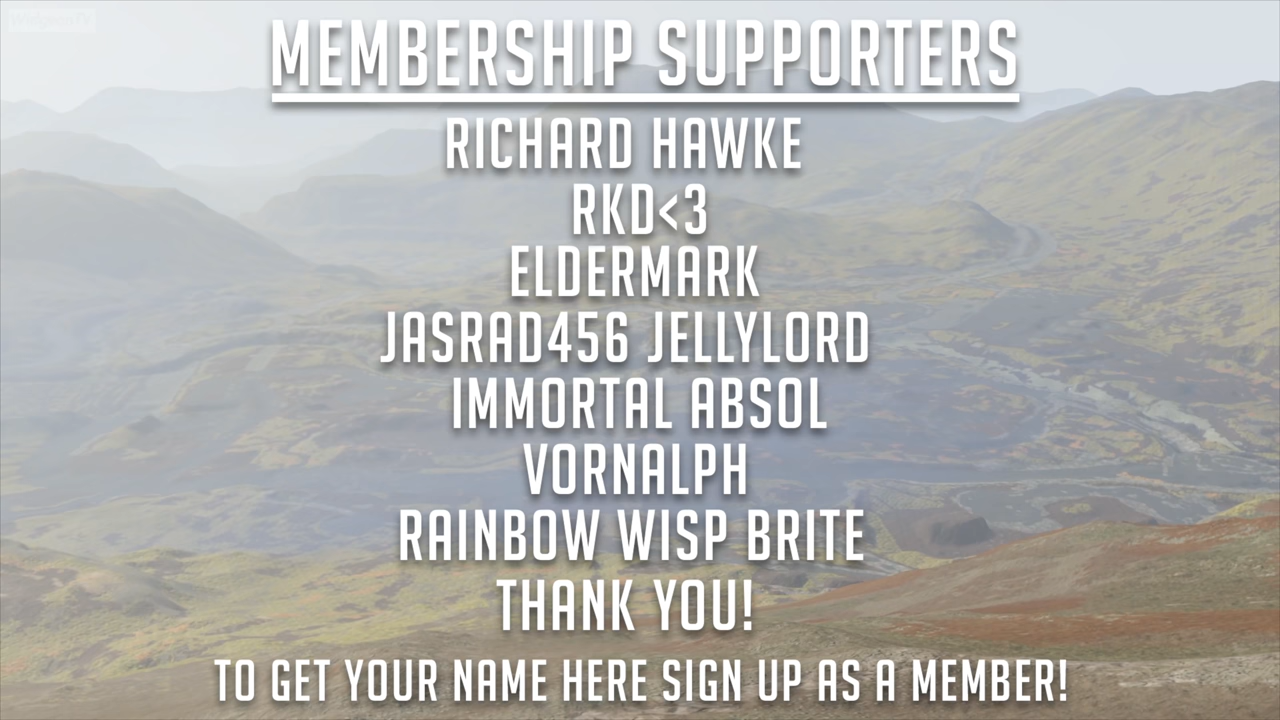 MEMBERSHIP SUPPORTERS
RICHARD HAWKE
RKD<3
ELDERMARK
JASRAD456 JELLYLORD
IMMORTAL ABSOL
VORNALPH
RAINBOW WISP BRITE
THANK YOU!
TO GET YOUR NAME HERE SIGN UP AS A MEMBER!